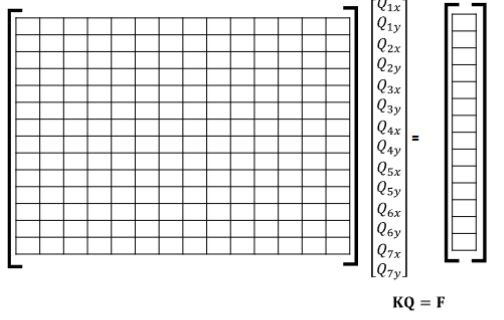 Q1x
Q1y
Q2x
Q2y
Q3x
Q3y
Q4x
Q4y
=
Q5x
Q5y
Q6x
Q6y
Q7x
Q7y
KQ = F